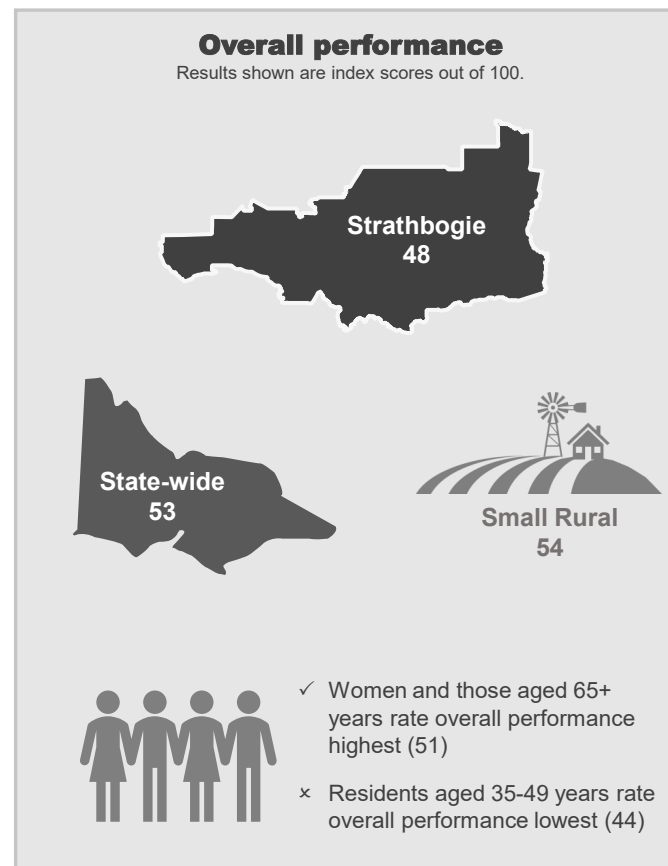 Overall performance
Results shown are index scores out of 100.
Strathbogie
48
State-wide
53
Small Rural
54
✓ Women and those aged 65+
years rate overall performance
highest (51)
× Residents aged 35-49 years rate
overall performance lowest (44)